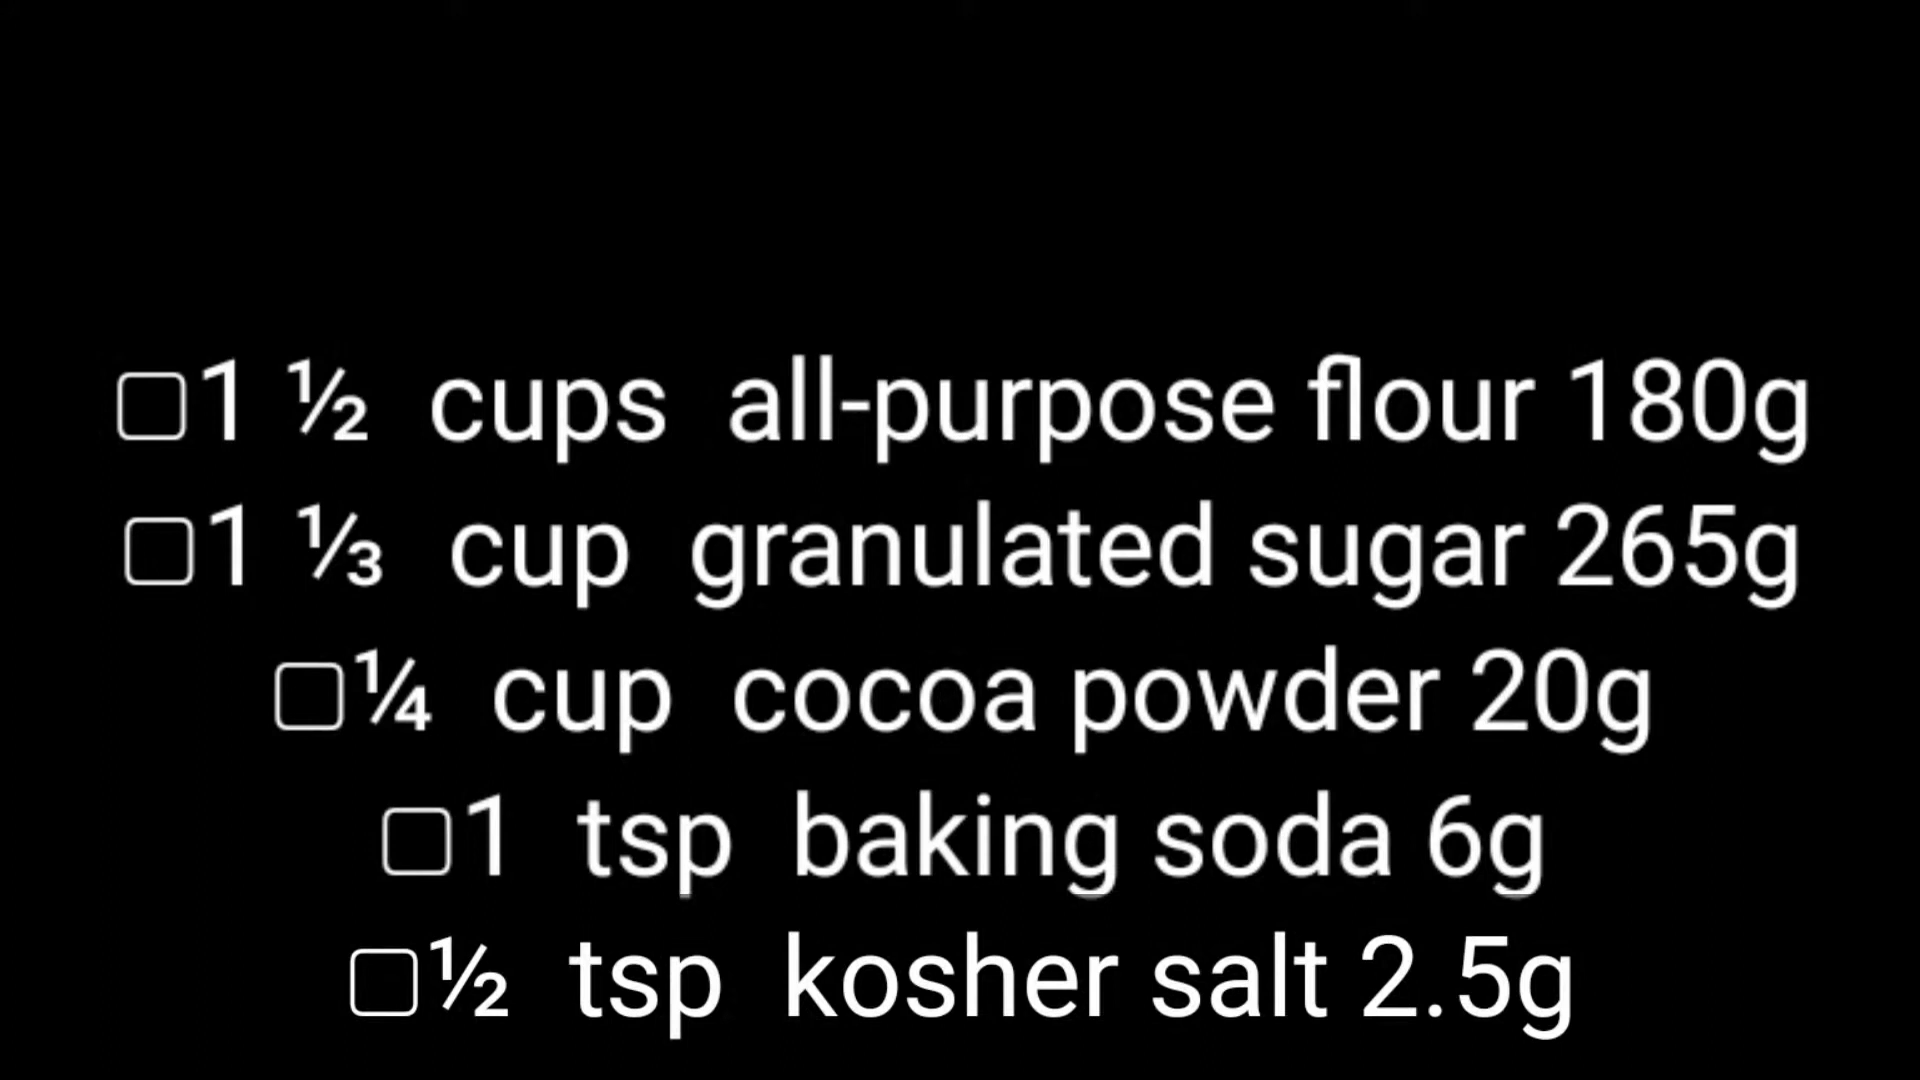 ▢1 ½ cups all-purpose flour 180g
▢1 ⅓ cup granulated sugar 265g
▢¼ cup cocoa powder 20g
▢1 tsp baking soda 6g
▢½ tsp kosher salt 2.5g